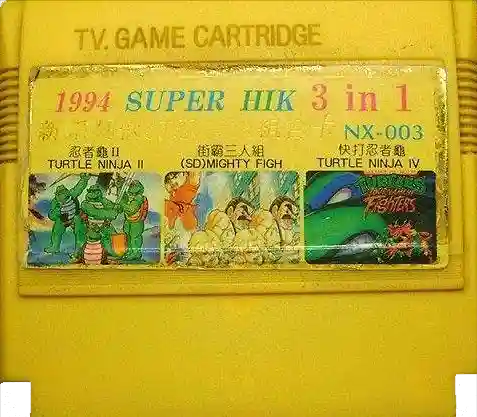 TV. GAME CARTRIDGE
1994 SUPER HIK 3 in 1
NX-003
忍者龜II 街霸三人組 快打忍者龜
TURTLE NINJA II (SD)MIGHTY FIGH TURTLE NINJA IV
TURTLES
FIGHTERS